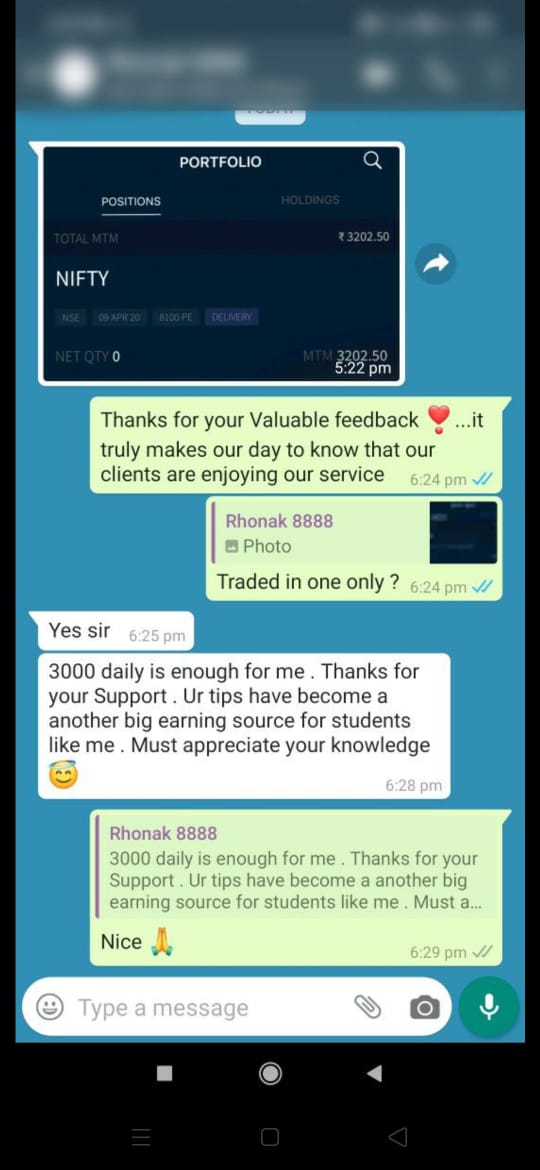 TODAY
PORTFOLIO
POSITIONS
HOLDINGS
TOTAL MTM
₹ 3202.50
NIFTY
NSE
09 APR 20
8100 PE
DELIVERY
NET QTY 0
MTM 3202.50
5:22 pm
Thanks for your Valuable feedback ❣️...it
truly makes our day to know that our
clients are enjoying our service
6:24 pm
Rhonak 8888
Photo
Traded in one only ?
6:24 pm
Yes sir
6:25 pm
3000 daily is enough for me . Thanks for
your Support . Ur tips have become a
another big earning source for students
like me . Must appreciate your knowledge
😇
6:28 pm
Rhonak 8888
3000 daily is enough for me . Thanks for your
Support . Ur tips have become a another big
earning source for students like me . Must a...
Nice 🙏
6:29 pm
Type a message